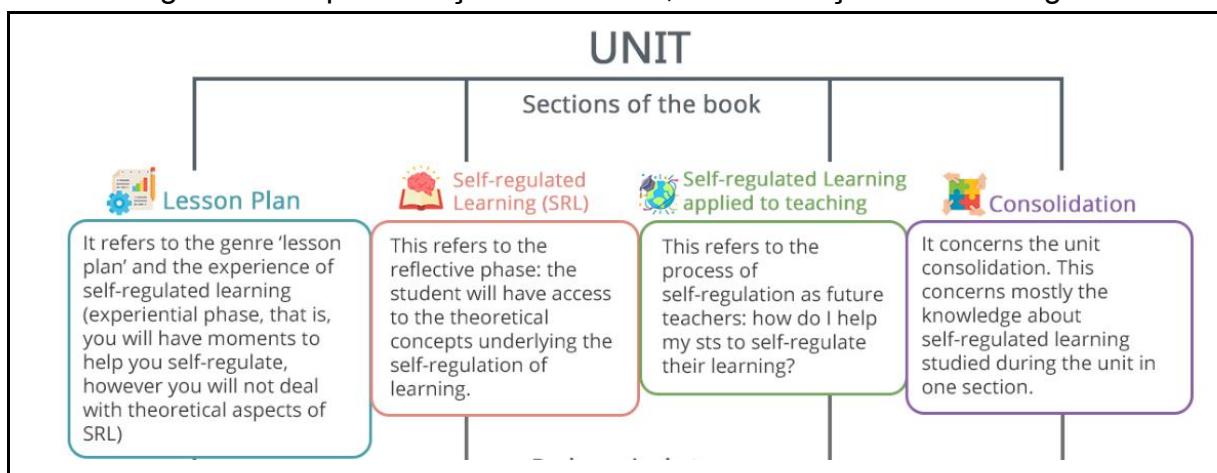 UNIT
Sections of the book
Lesson Plan
It refers to the genre ‘lesson
plan’ and the experience of
self-regulated learning
(experiential phase, that is,
you will have moments to
help you self-regulate,
however you will not deal
with theoretical aspects of
SRL)
Self-regulated
Learning (SRL)
This refers to the
reflective phase: the
student will have access
to the theoretical
concepts underlying the
self-regulation of
learning.
Self-regulated Learning
applied to teaching
This refers to the
process of
self-regulation as future
teachers: how do I help
my sts to self-regulate
their learning?
Consolidation
It concerns the unit
consolidation. This
concerns mostly the
knowledge about
self-regulated learning
studied during the unit in
one section.